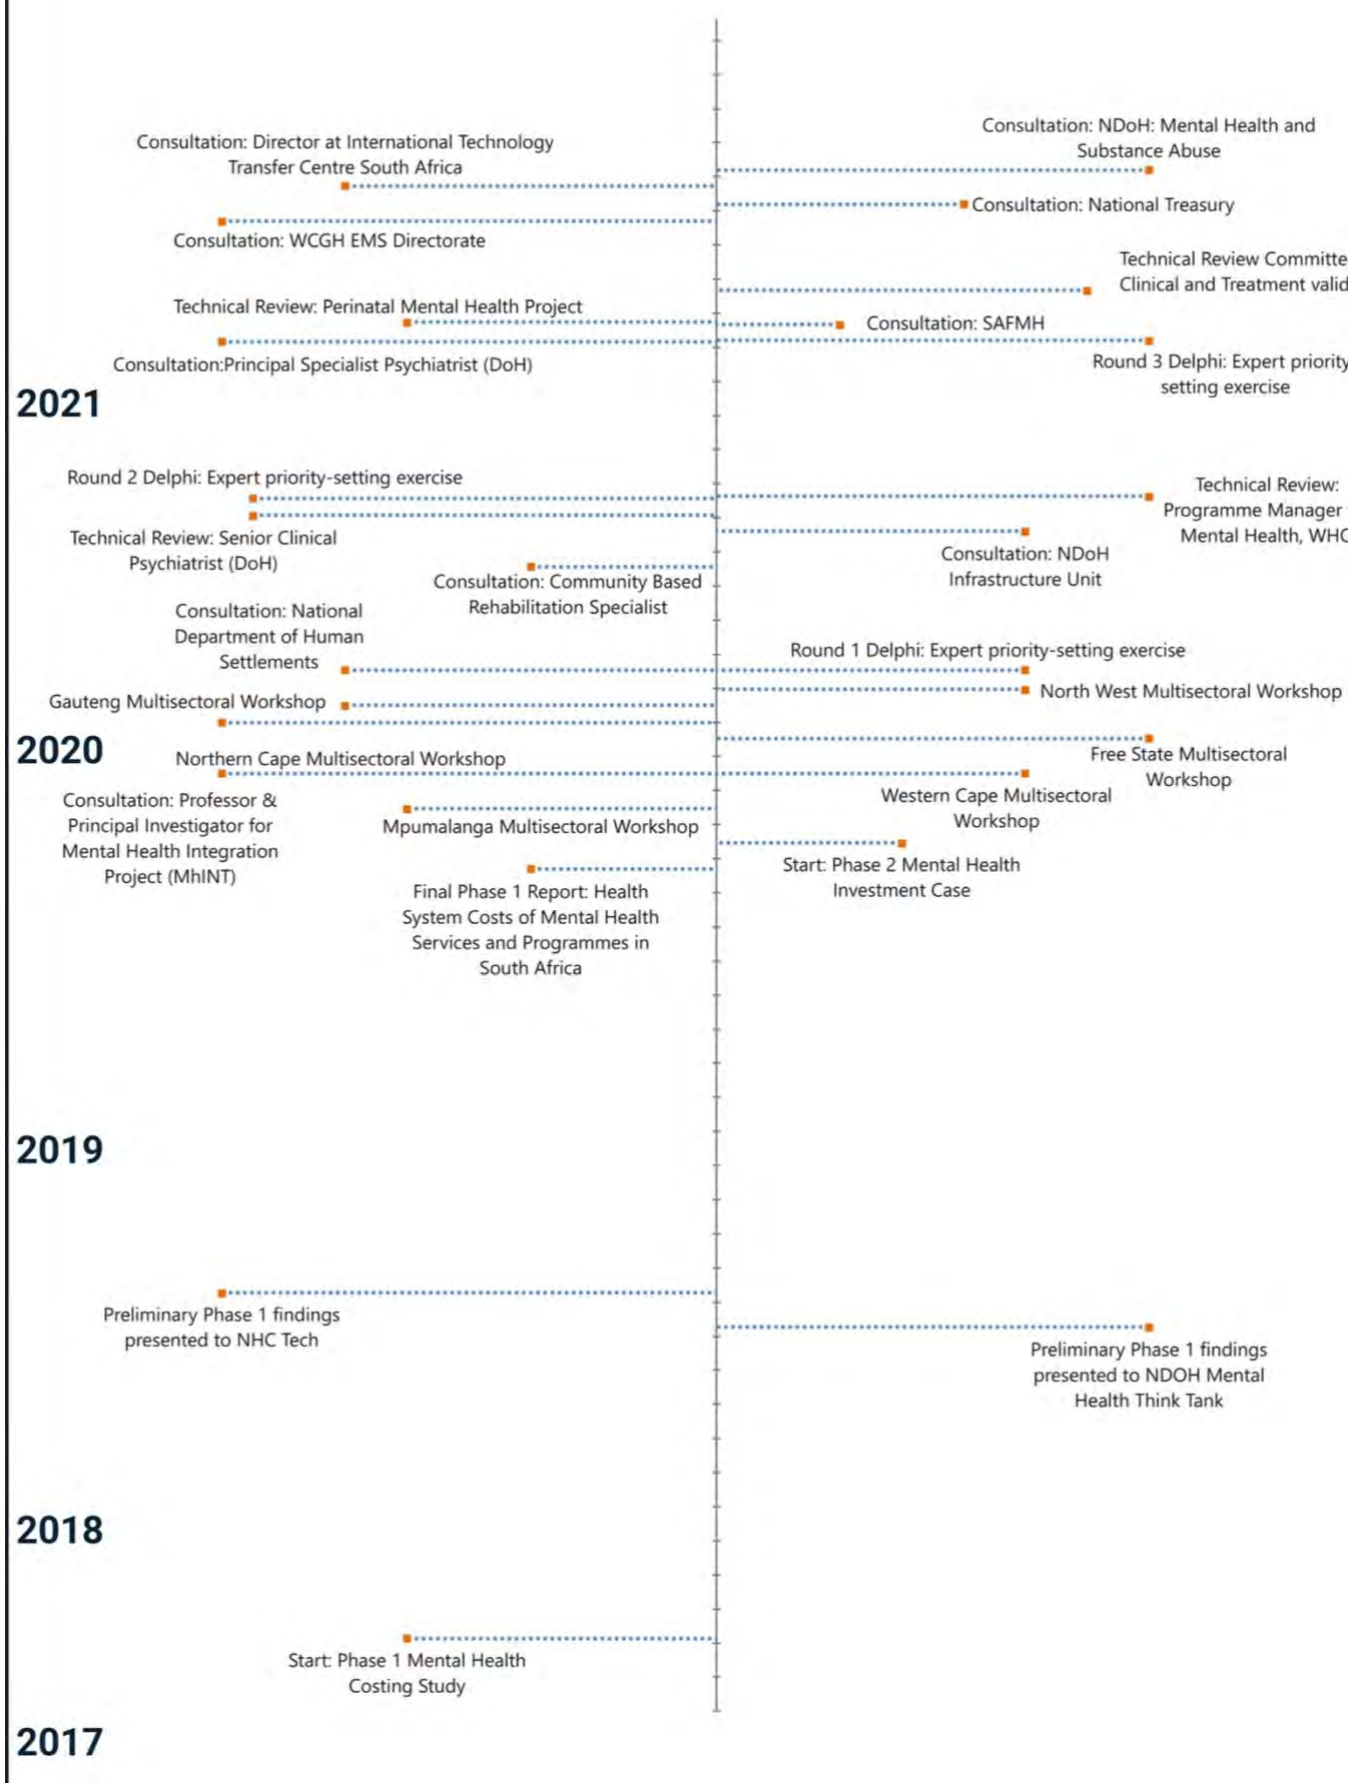 Consultation: Director at International Technology
Transfer Centre South Africa
Consultation: NDoH: Mental Health and
Substance Abuse
Consultation: National Treasury
Consultation: WCGH EMS Directorate
Technical Review Committe
Clinical and Treatment valid
Technical Review: Perinatal Mental Health Project
Consultation: SAFMH
Consultation:Principal Specialist Psychiatrist (DoH)
Round 3 Delphi: Expert priority
setting exercise
2021
Round 2 Delphi: Expert priority-setting exercise
Technical Review:
Programme Manager
Mental Health, WHO
Technical Review: Senior Clinical
Psychiatrist (DoH)
Consultation: NDoH
Infrastructure Unit
Consultation: Community Based
Rehabilitation Specialist
Consultation: National
Department of Human
Settlements
Round 1 Delphi: Expert priority-setting exercise
North West Multisectoral Workshop
Gauteng Multisectoral Workshop
2020
Northern Cape Multisectoral Workshop
Free State Multisectoral
Workshop
Consultation: Professor &
Principal Investigator for
Mental Health Integration
Project (MhINT)
Western Cape Multisectoral
Workshop
Mpumalanga Multisectoral Workshop
Start: Phase 2 Mental Health
Investment Case
Final Phase 1 Report: Health
System Costs of Mental Health
Services and Programmes in
South Africa
2019
Preliminary Phase 1 findings
presented to NHC Tech
Preliminary Phase 1 findings
presented to NDOH Mental
Health Think Tank
2018
Start: Phase 1 Mental Health
Costing Study
2017